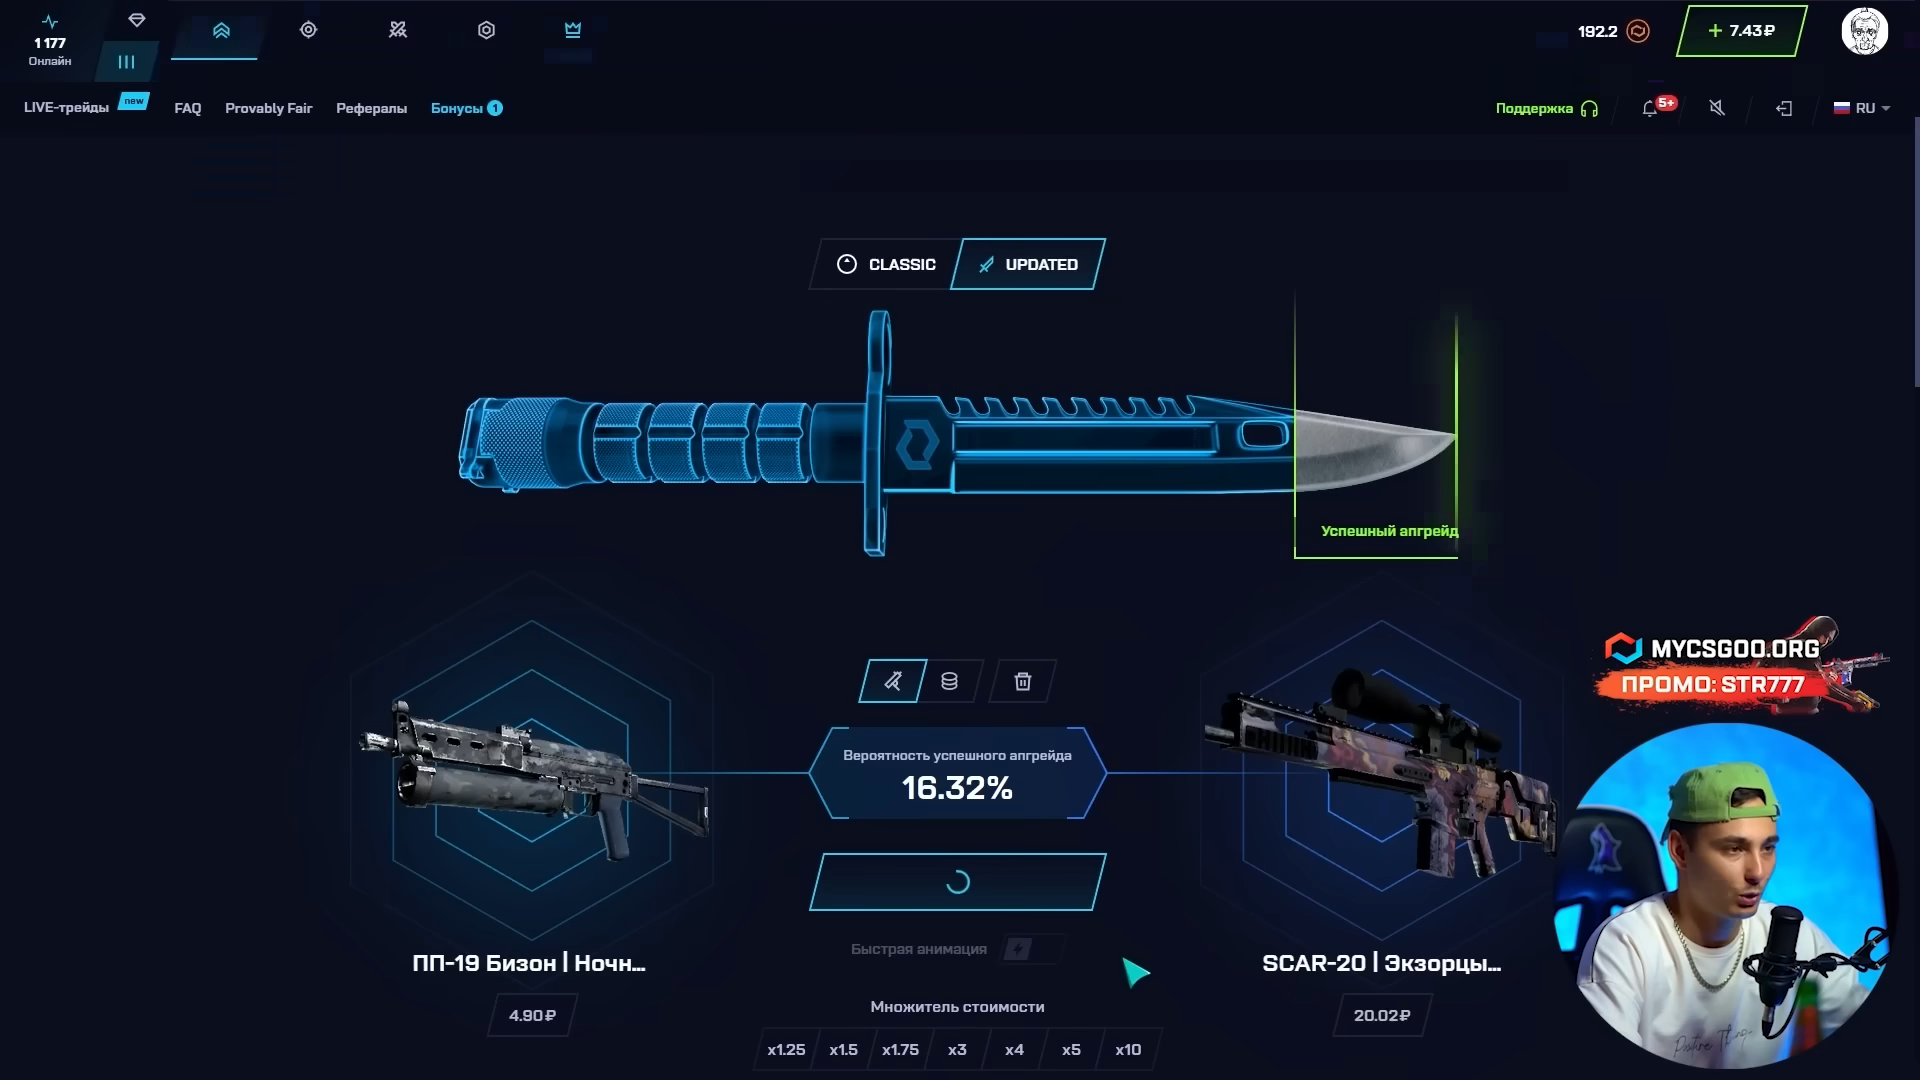 1 177
Онлайн
192.2
+ 7.43₽
LIVE-трейды new
FAQ
Provably Fair
Рефералы
Бонусы 1
Поддержка
5+
RU
CLASSIC
UPDATED
Успешный апгрейд
MYCSGOO.ORG
ПРОМО: STR777
Вероятность успешного апгрейда
16.32%
Быстрая анимация
ПП-19 Бизон | Ночн...
SCAR-20 | Экзорцы...
4.90₽
20.02₽
Множитель стоимости
x1.25 x1.5 x1.75 x3 x4 x5 x10